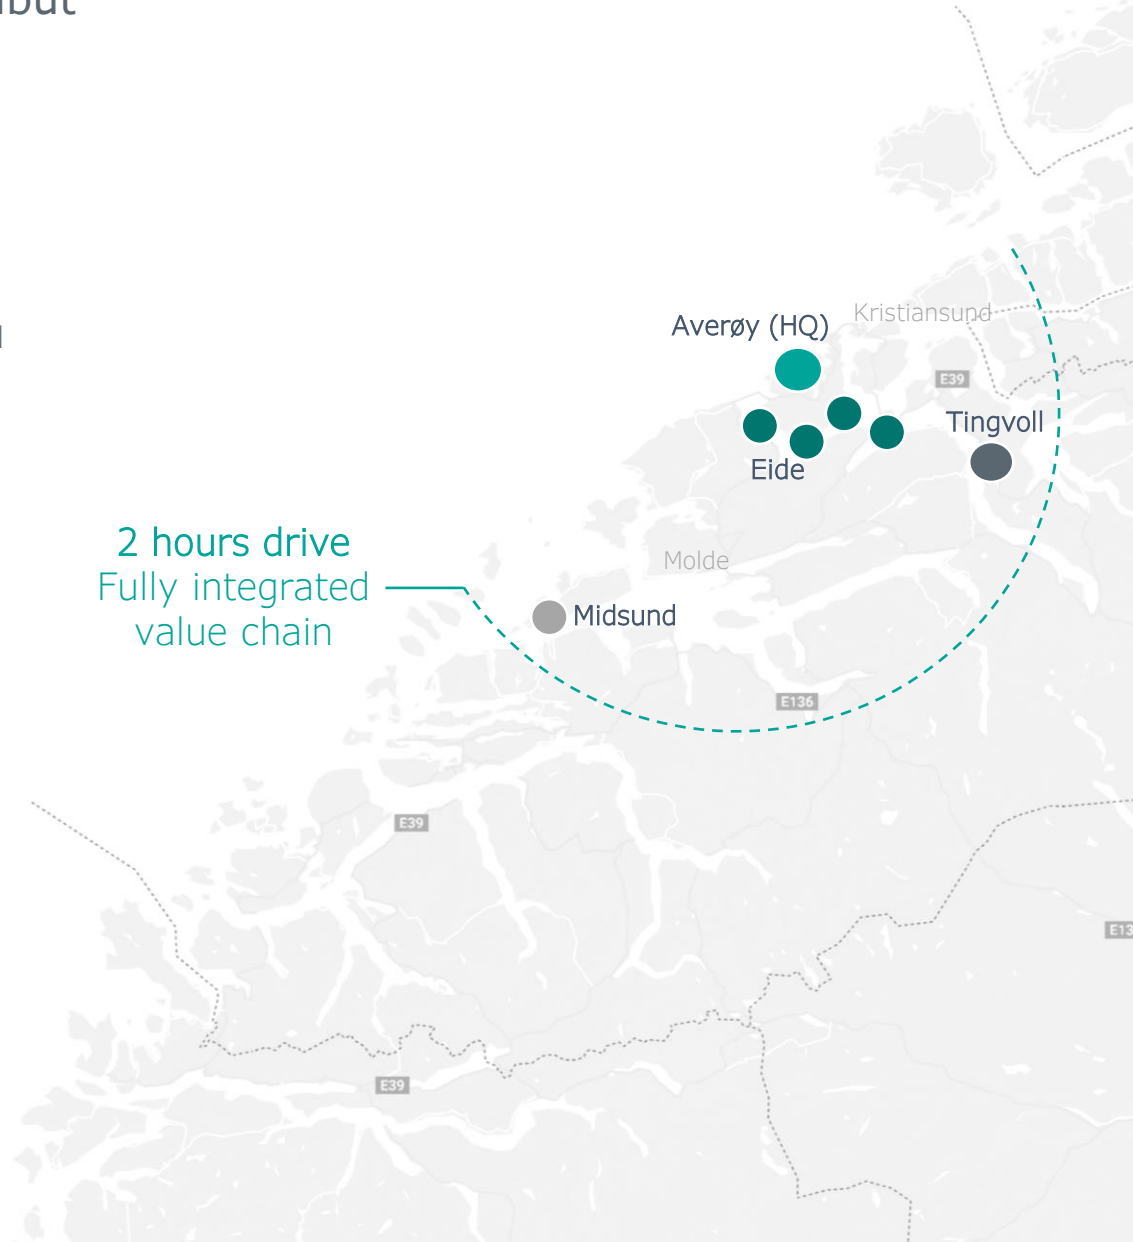 Kristiansund
Averøy (HQ)
E39
Tingvoll
Eide
2 hours drive
Fully integrated
value chain
Molde
Midsund
E136
E39
E39